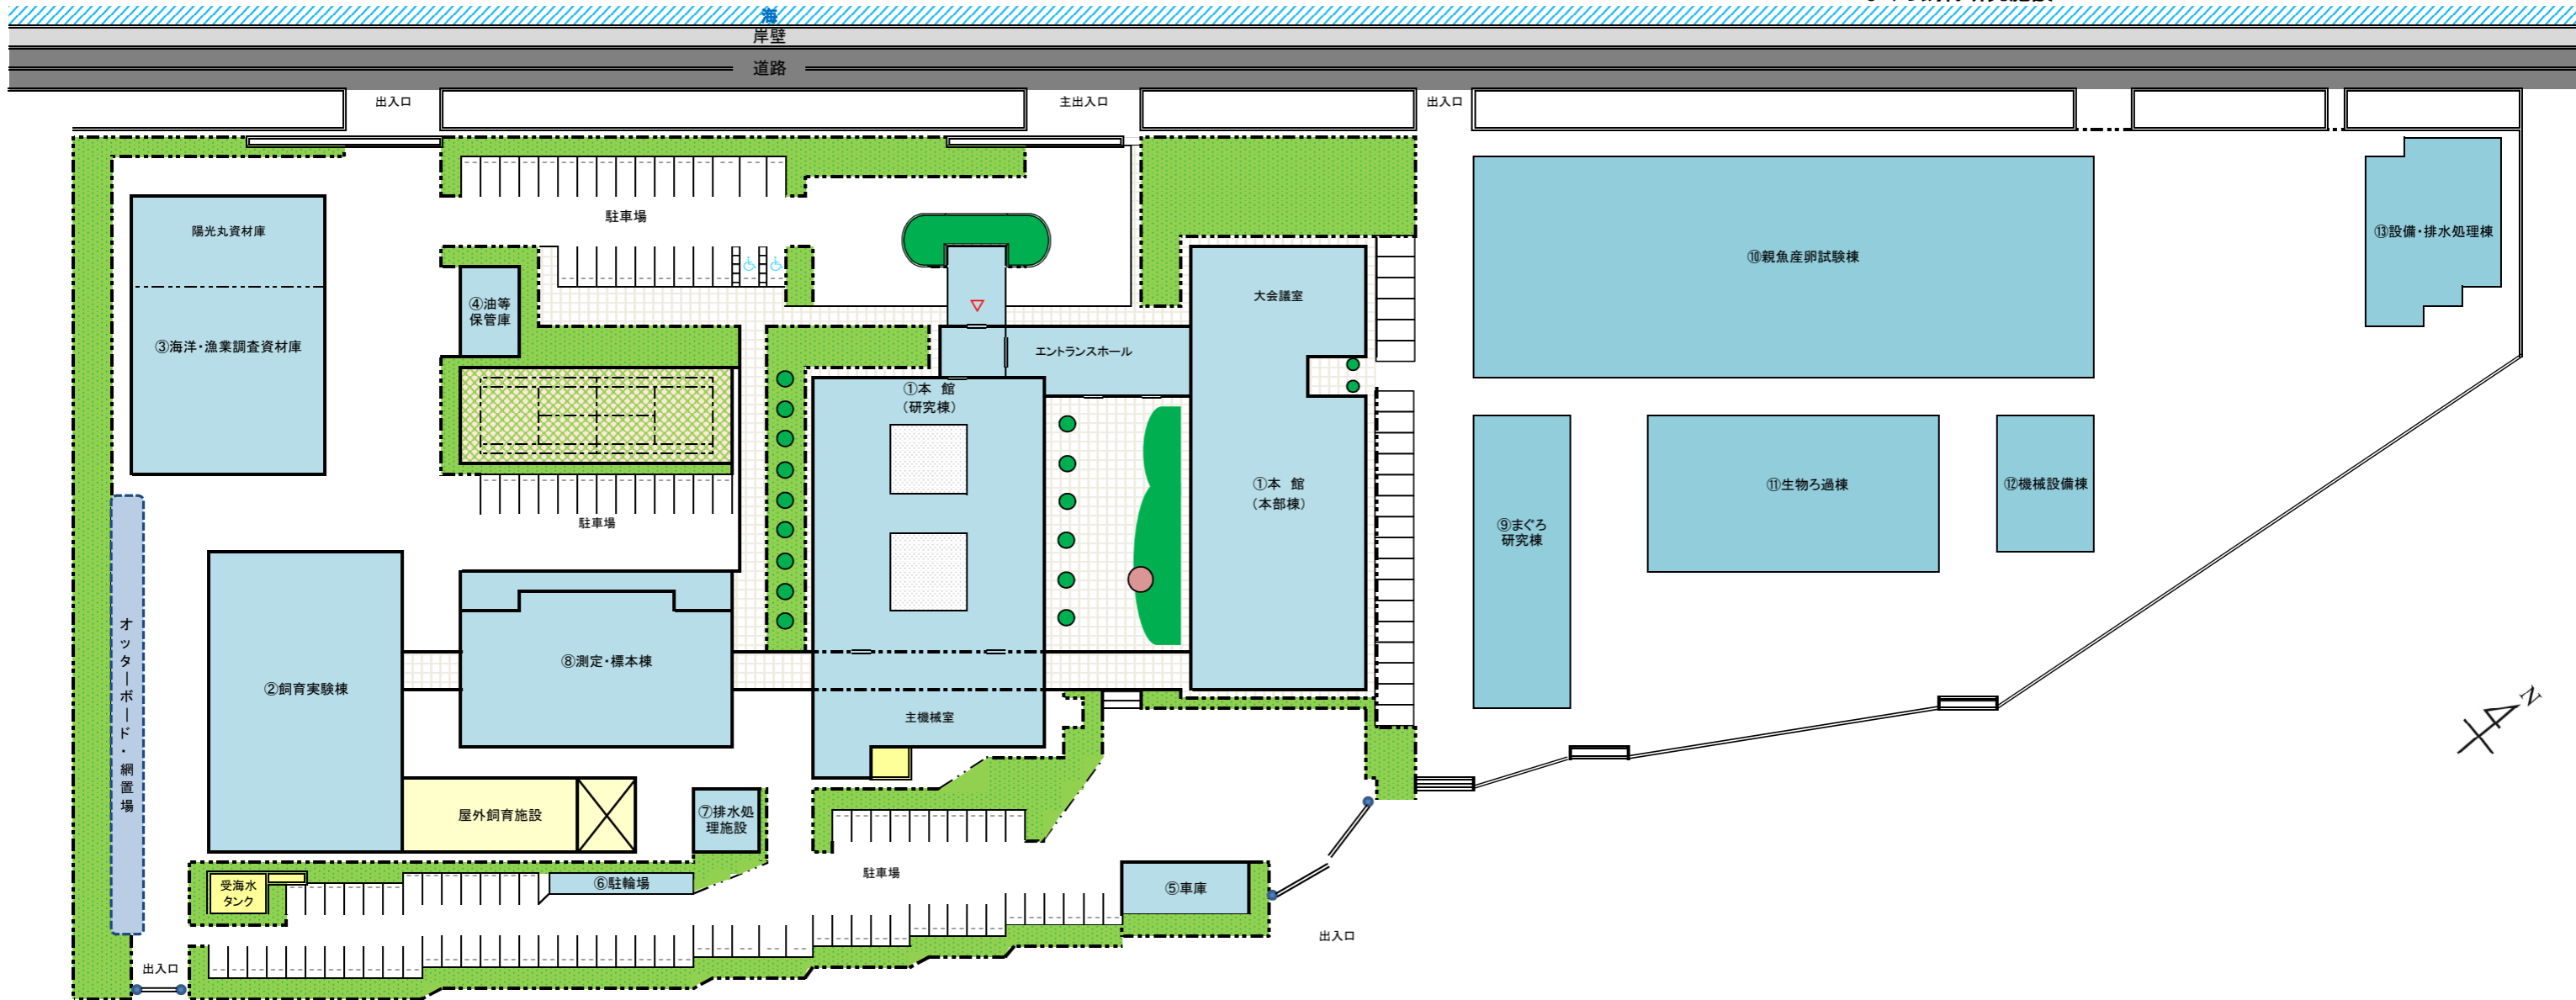 海
岸壁
道路
出入口
主出入口
出入口
陽光丸資材庫
駐車場
③海洋・漁業調査資材庫
④油等
保管庫
大会議室
エントランスホール
⑩親魚産卵試験棟
⑬設備・排水処理棟
①本 館
(研究棟)
①本 館
(本部棟)
⑨まぐろ
研究棟
⑪生物ろ過棟
⑫機械設備棟
駐車場
オッターボード・網置場
②飼育実験棟
⑧測定・標本棟
主機械室
屋外飼育施設
⑦排水処
理施設
受海水
タンク
⑥駐輪場
駐車場
⑤車庫
出入口
出入口
N